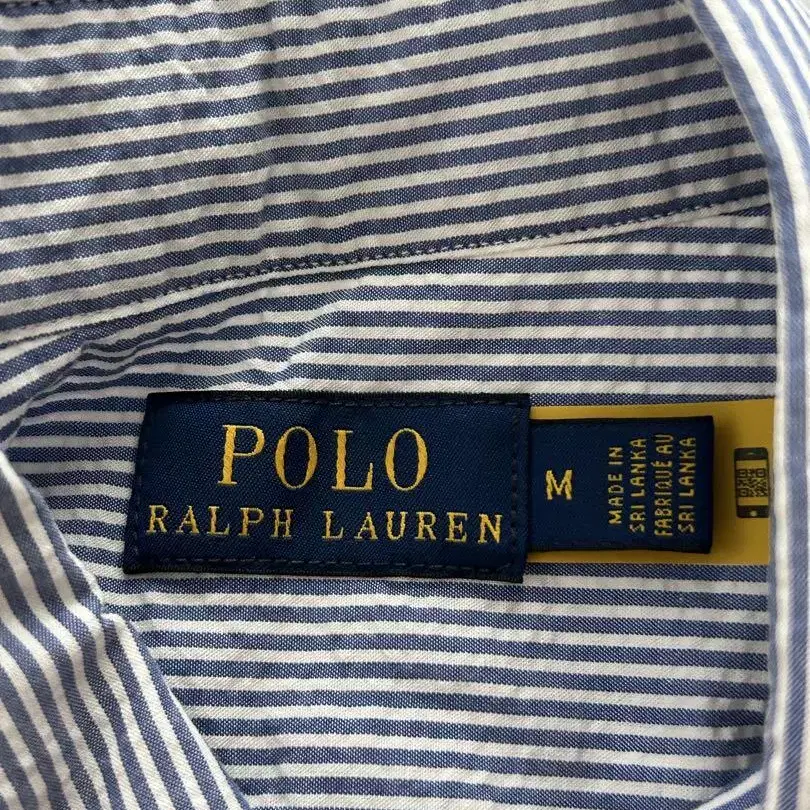 POLO
RALPH LAUREN
M
MADE IN
SRI LANKA
FABRIQUÉ AU
SRI LANKA